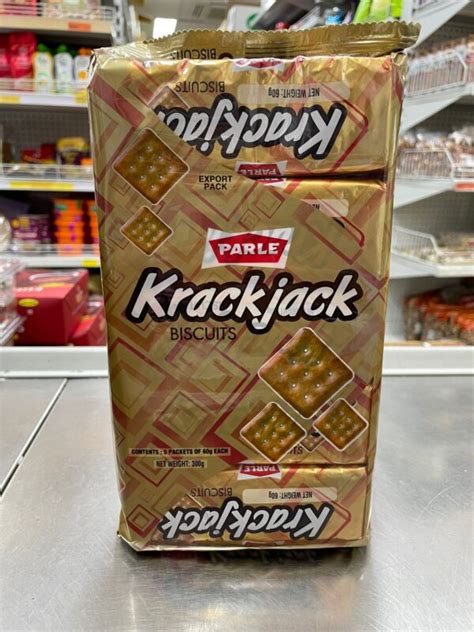 BISCUITS
NET WEIGHT: 60g
Krackjack
EXPORT
PACK
PARLE
Krackjack
BISCUITS
CONTENTS : 5 PACKETS OF 60g EACH
NET WEIGHT: 300g
PARLE
BISCUITS
NET WEIGHT: 60g
Krackjack